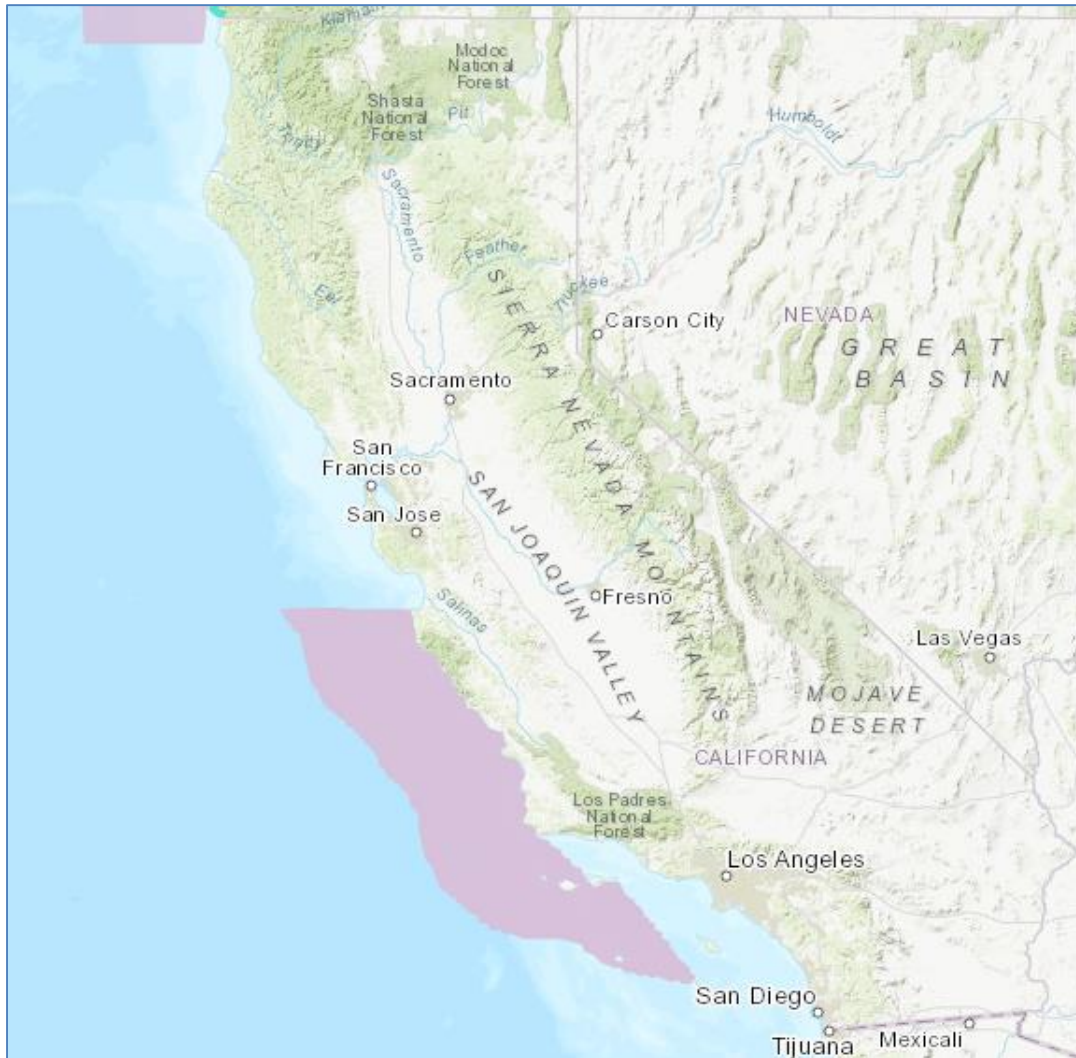 Klamath
Modoc
National
Forest
Shasta
National
Forest
Pit
Humboldt
Trinity
Sacramento
Feather
Eel
Truckee
Carson City
NEVADA
GREAT
BASIN
SIERRA NEVADA MOUNTAINS
Sacramento
San
Francisco
San Jose
SAN JOAQUIN VALLEY
Salinas
Fresno
Las Vegas
MOJAVE
DESERT
CALIFORNIA
Los Padres
National
Forest
Los Angeles
San Diego
Tijuana
Mexicali